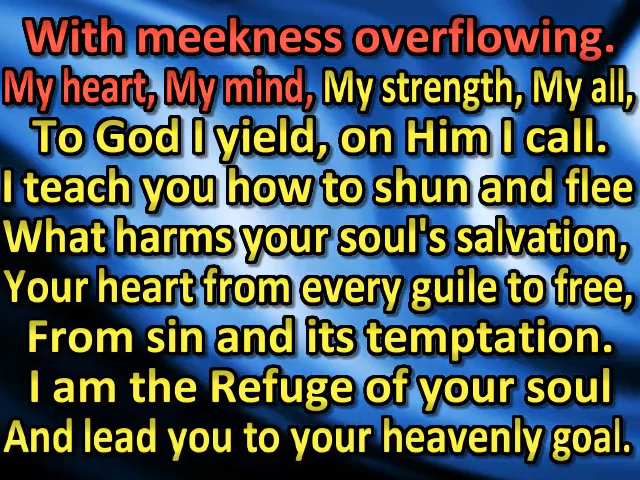 With meekness overflowing.
My heart, My mind, My strength, My all,
To God I yield, on Him I call.
I teach you how to shun and flee
What harms your soul's salvation,
Your heart from every guile to free,
From sin and its temptation.
I am the Refuge of your soul
And lead you to your heavenly goal.